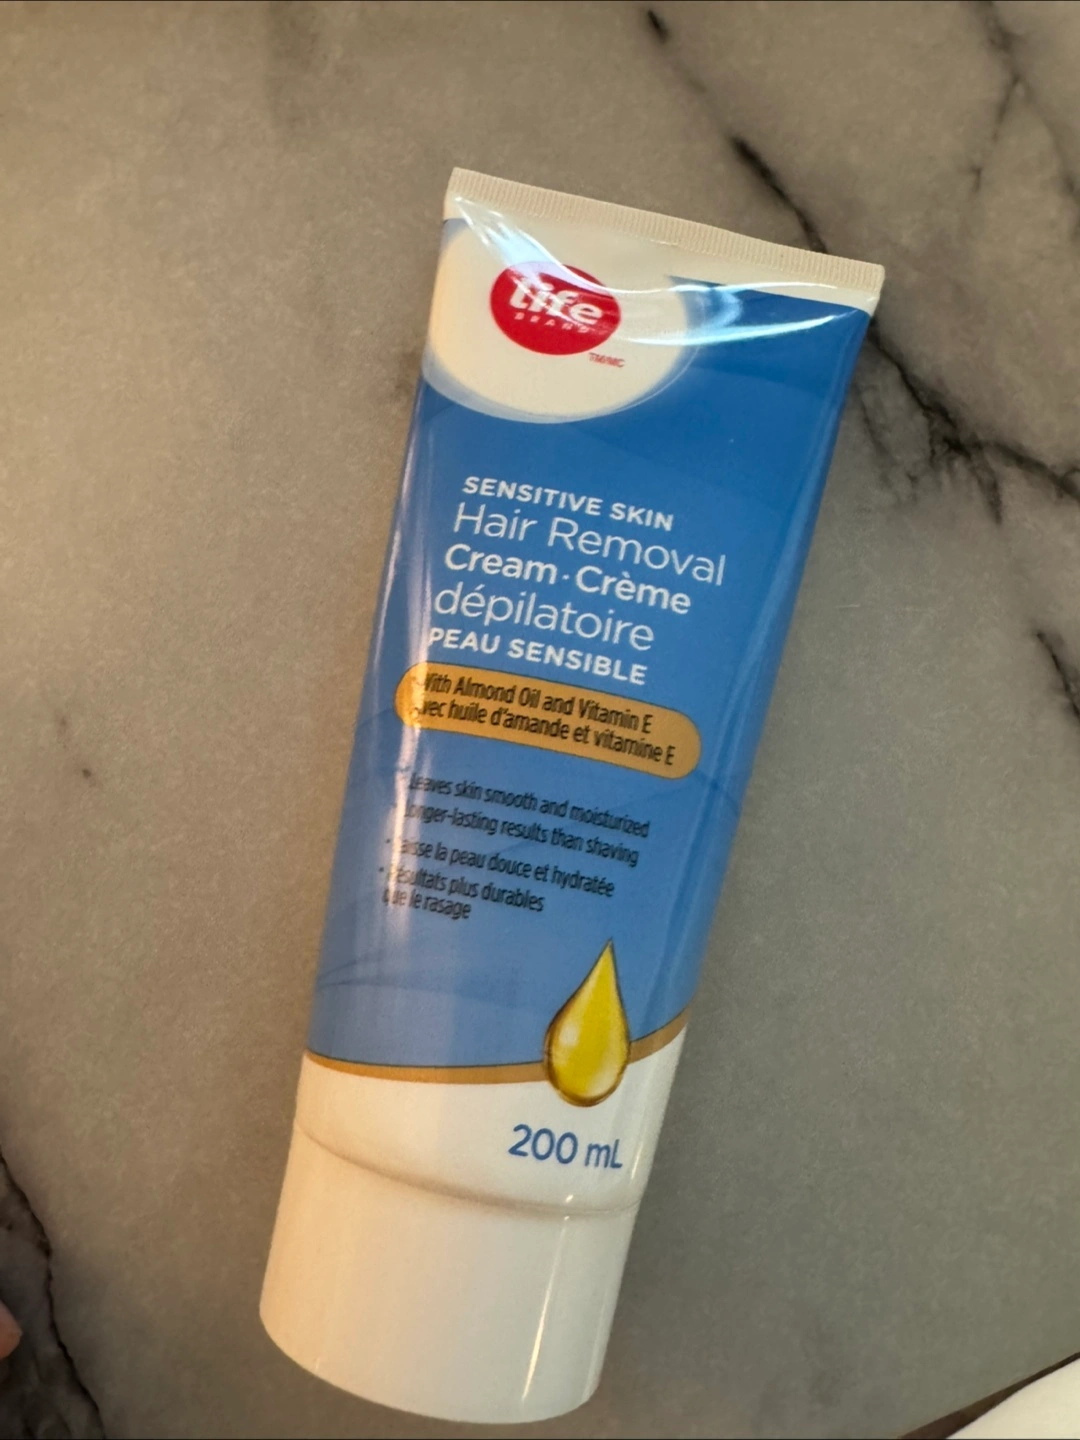 life
BRAND
TM/MC
SENSITIVE SKIN
Hair Removal
Cream · Crème
dépilatoire
PEAU SENSIBLE
With Almond Oil and Vitamin E
Avec huile d'amande et vitamine E
Leaves skin smooth and moisturized
Longer-lasting results than shaving
• Laisse la peau douce et hydratée
• Résultats plus durables
que le rasage
200 mL